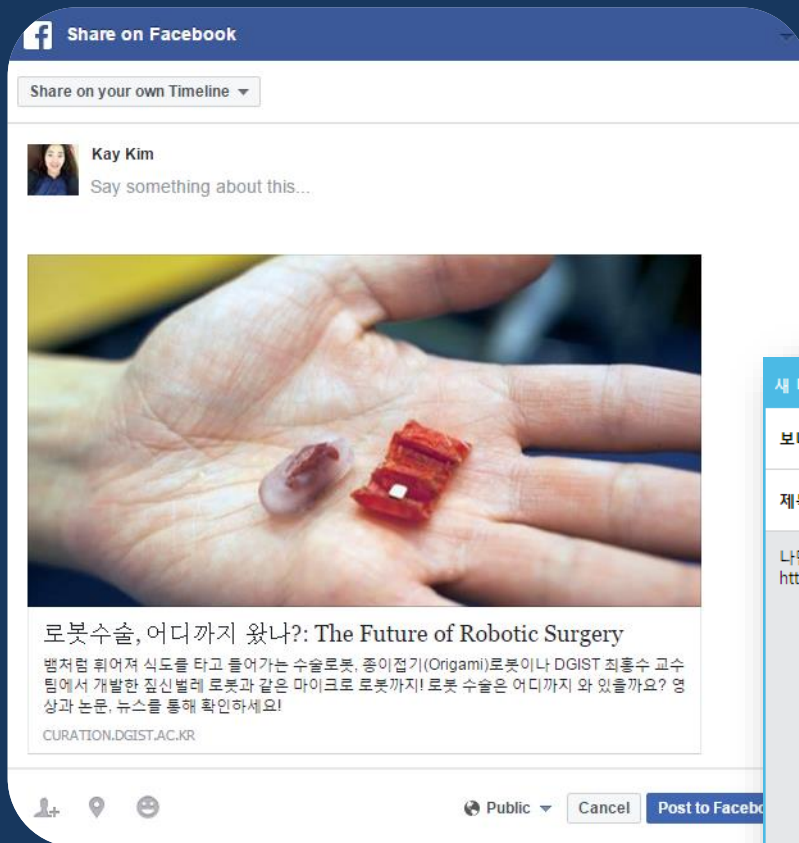 Share on Facebook
Share on your own Timeline
Kay Kim
Say something about this...
로봇수술, 어디까지 왔나?: The Future of Robotic Surgery
뱀처럼 휘어져 식도를 타고 들어가는 수술로봇, 종이접기(Origami)로봇이나 DGIST 최홍수 교수
팀에서 개발한 짚신벌레 로봇과 같은 마이크로 로봇까지! 로봇 수술은 어디까지 와 있을까요? 영
상과 논문, 뉴스를 통해 확인하세요!
CURATION.DGIST.AC.KR
Public
Cancel
Post to Facebo
새
htt